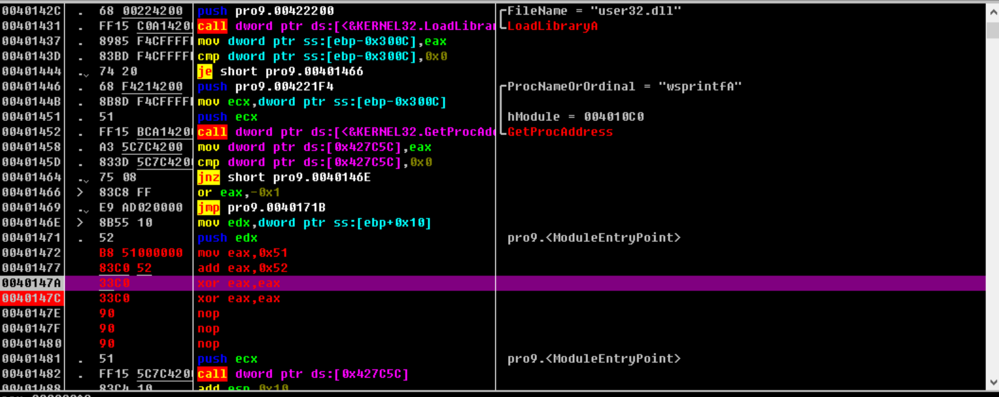 0040142C . 68 00224200 push pro9.00422200 FileName = "user32.dll"
00401431 . FF15 C0A1420 call dword ptr ds:[<&KERNEL32.LoadLibrar LoadLibraryA
00401437 . 8985 F4CFFFFF mov dword ptr ss:[ebp-0x300C],eax
0040143D . 83BD F4CFFFFF cmp dword ptr ss:[ebp-0x300C],0x0
00401444 . 74 20 je short pro9.00401466
00401446 . 68 F4214200 push pro9.004221F4 ProcNameOrOrdinal = "wsprintfA"
0040144B . 8B8D F4CFFFFF mov ecx,dword ptr ss:[ebp-0x300C]
00401451 . 51 push ecx hModule = 004010C0
00401452 . FF15 BCA1420 call dword ptr ds:[<&KERNEL32.GetProcAdd GetProcAddress
00401458 . A3 5C7C4200 mov dword ptr ds:[0x427C5C],eax
0040145D . 833D 5C7C420 cmp dword ptr ds:[0x427C5C],0x0
00401464 . 75 08 jnz short pro9.0040146E
00401466 > 83C8 FF or eax,-0x1
00401469 . E9 AD020000 jmp pro9.0040171B
0040146E > 8B55 10 mov edx,dword ptr ss:[ebp+0x10]
00401471 . 52 push edx pro9.<ModuleEntryPoint>
00401472 B8 51000000 mov eax,0x51
00401477 83C0 52 add eax,0x52
0040147A 33C0 xor eax,eax
0040147C 33C0 xor eax,eax
0040147E 90 nop
0040147F 90 nop
00401480 90 nop
00401481 . 51 push ecx pro9.<ModuleEntryPoint>
00401482 . FF15 5C7C420 call dword ptr ds:[0x427C5C]
00401488 . 83C4 10 add esp,0x10